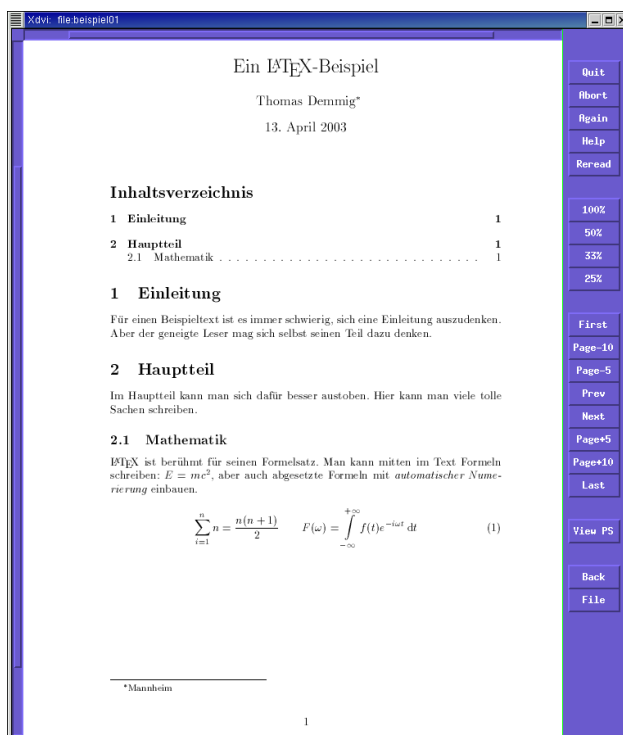 Xdvi: file:beispiel01
Ein LATEX-Beispiel
Thomas Demmig*
13. April 2003
Inhaltsverzeichnis
1 Einleitung 1
2 Hauptteil 1
2.1 Mathematik . . . . . . . . . . . . . . . . . . . . . . . . . . . . . . 1
1 Einleitung
Für einen Beispieltext ist es immer schwierig, sich eine Einleitung auszudenken.
Aber der geneigte Leser mag sich selbst seinen Teil dazu denken.
2 Hauptteil
Im Hauptteil kann man sich dafür besser austoben. Hier kann man viele tolle
Sachen schreiben.
2.1 Mathematik
LATEX ist berühmt für seinen Formelsatz. Man kann mitten im Text Formeln
schreiben: E = mc², aber auch abgesetzte Formeln mit automatischer Nume-
rierung einbauen.
∑_{i=1}^{n} n = n(n+1)/2 F(ω) = ∫_{−∞}^{+∞} f(t)e^{−iωt} dt (1)
*Mannheim
1
Quit
Abort
Again
Help
Reread
100%
50%
33%
25%
First
Page-10
Page-5
Prev
Next
Page+5
Page+10
Last
View PS
Back
File